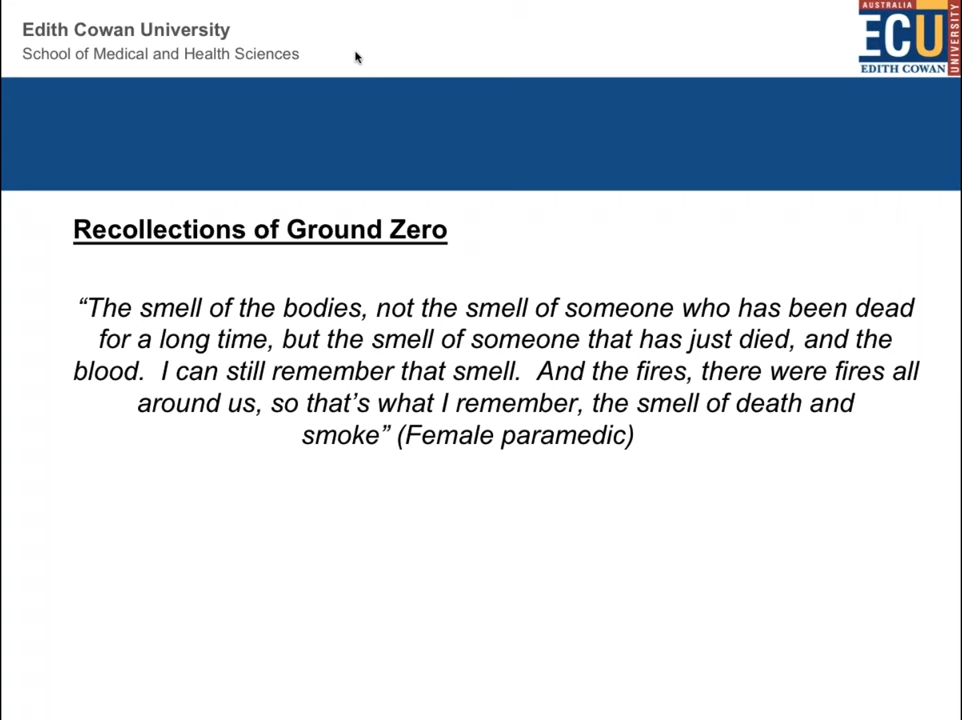 Edith Cowan University
School of Medical and Health Sciences
AUSTRALIA
ECU
EDITH COWAN
UNIVERSITY
Recollections of Ground Zero
“The smell of the bodies, not the smell of someone who has been dead
for a long time, but the smell of someone that has just died, and the
blood.  I can still remember that smell.  And the fires, there were fires all
around us, so that’s what I remember, the smell of death and
smoke” (Female paramedic)